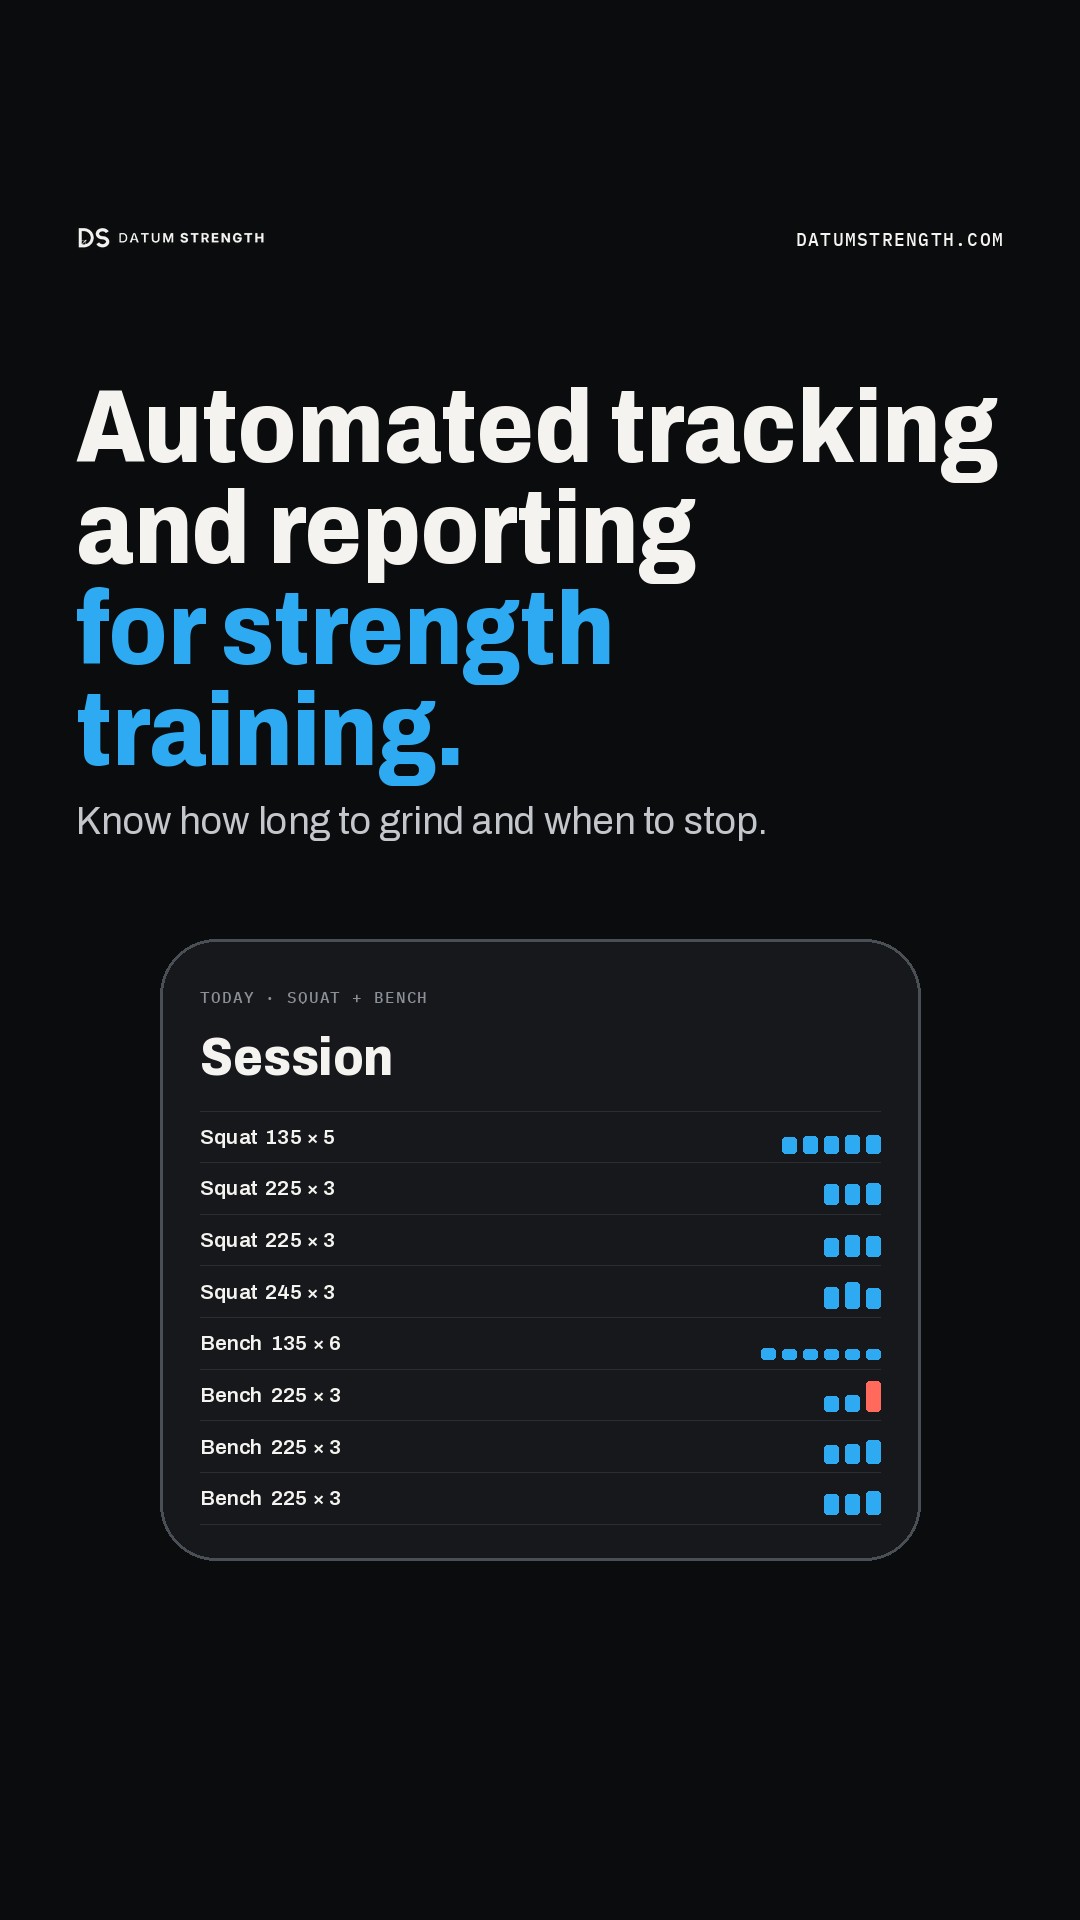 DS DATUM STRENGTH
DATUMSTRENGTH.COM
Automated tracking
and reporting
for strength
training.
Know how long to grind and when to stop.
TODAY · SQUAT + BENCH
Session
Squat 135 × 5
Squat 225 × 3
Squat 225 × 3
Squat 245 × 3
Bench 135 × 6
Bench 225 × 3
Bench 225 × 3
Bench 225 × 3